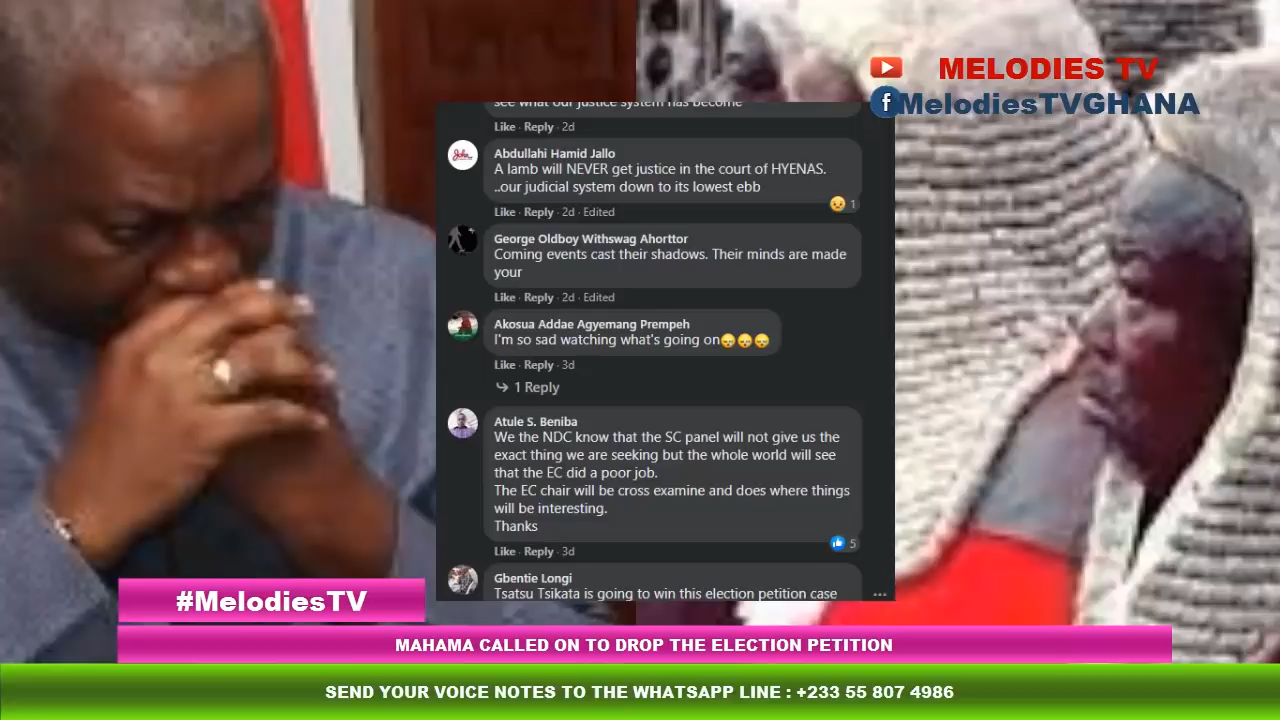 MELODIES TV
f MelodiesTVGHANA
see what our justice system has become
Like · Reply · 2d
Abdullahi Hamid Jallo
A lamb will NEVER get justice in the court of HYENAS.
..our judicial system down to its lowest ebb
Like · Reply · 2d · Edited
1
George Oldboy Withswag Ahorttor
Coming events cast their shadows. Their minds are made
your
Like · Reply · 2d · Edited
Akosua Addae Agyemang Prempeh
I'm so sad watching what's going on😪😪😪
Like · Reply · 3d
1 Reply
Atule S. Beniba
We the NDC know that the SC panel will not give us the
exact thing we are seeking but the whole world will see
that the EC did a poor job.
The EC chair will be cross examine and does where things
will be interesting.
Thanks
5
Like · Reply · 3d
Gbentie Longi
Tsatsu Tsikata is going to win this election petition case
#MelodiesTV
MAHAMA CALLED ON TO DROP THE ELECTION PETITION
SEND YOUR VOICE NOTES TO THE WHATSAPP LINE : +233 55 807 4986